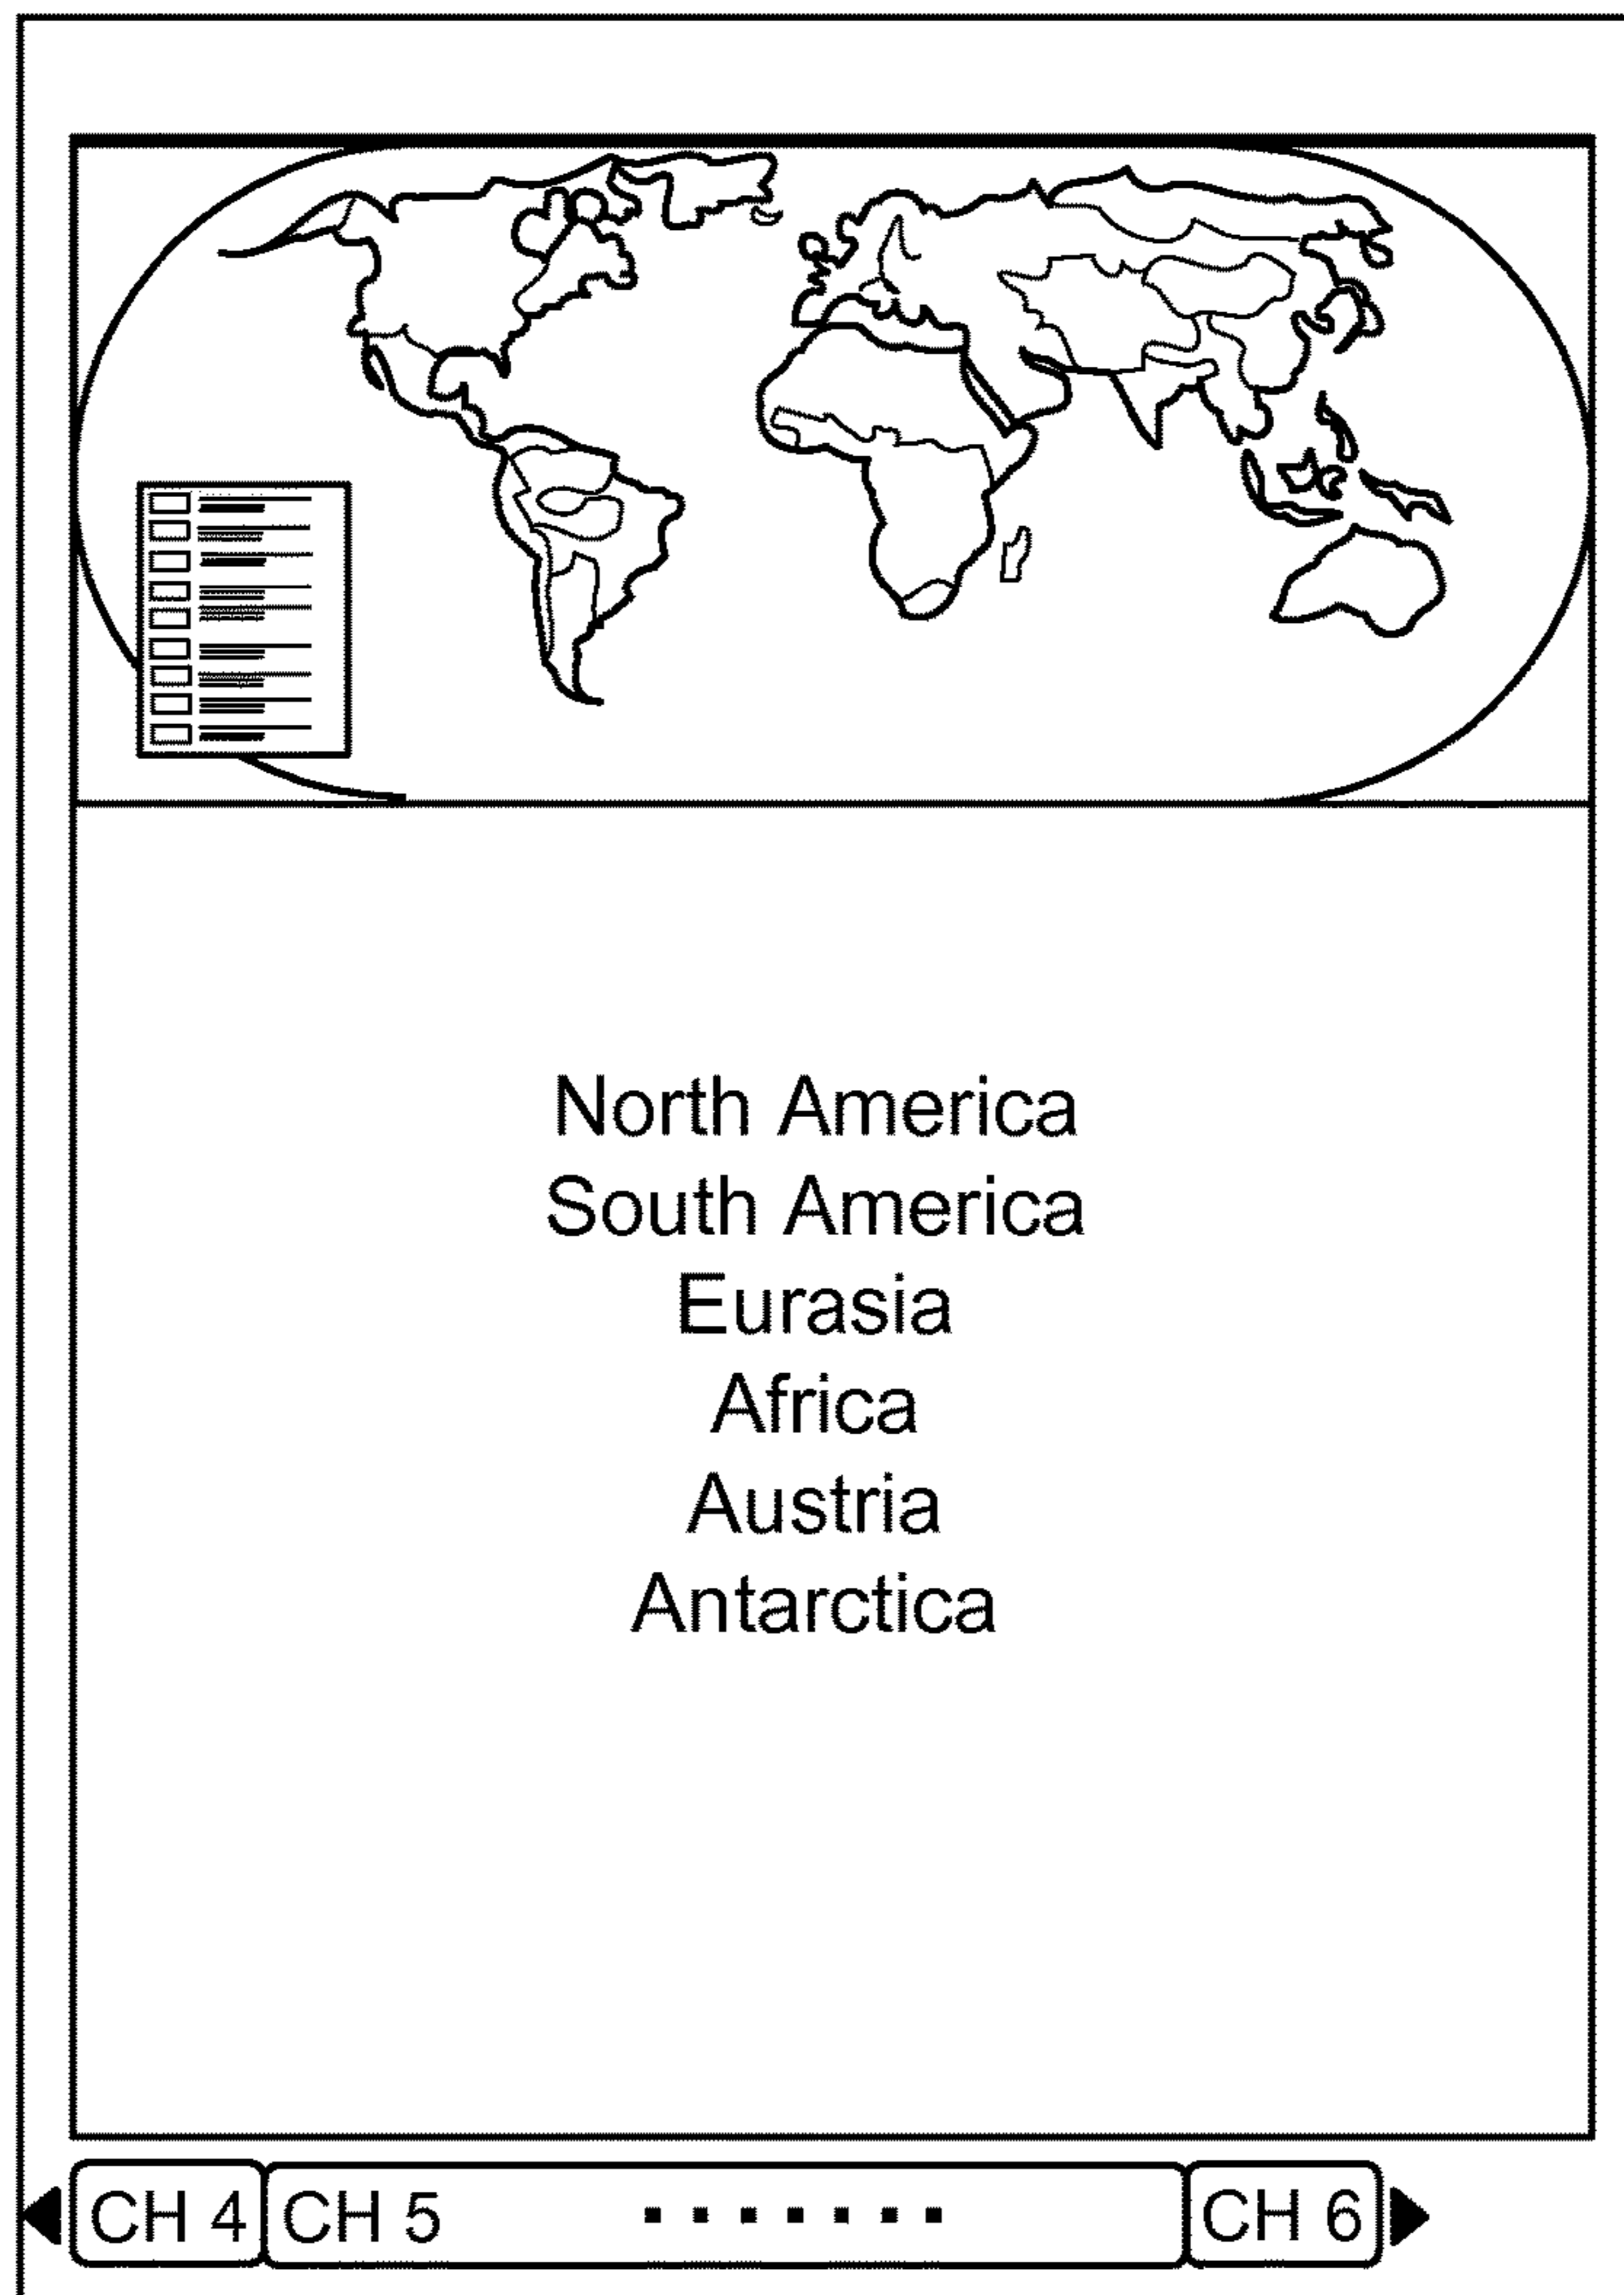 North America
South America
Eurasia
Africa
Austria
Antarctica
CH 4 CH 5 CH 6